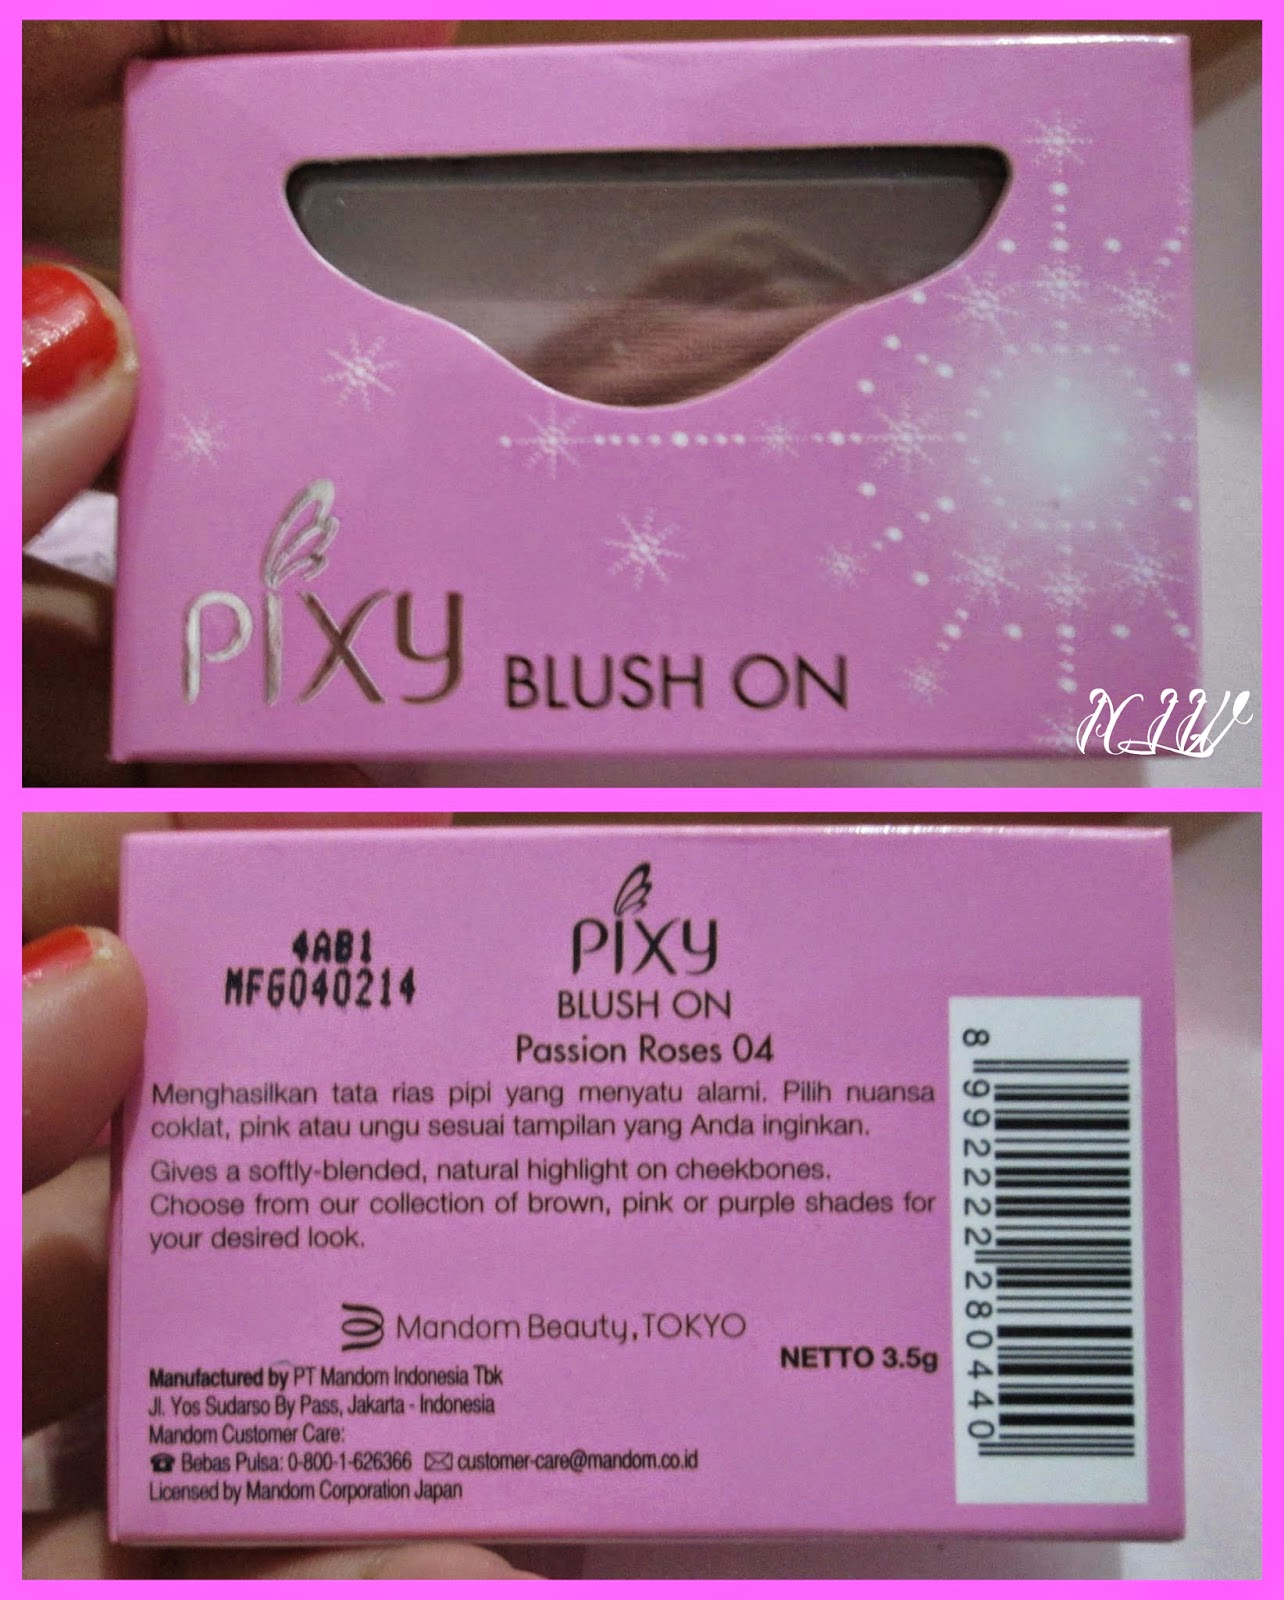 PIXY BLUSH ON
NLW
4AB1
MFG040214
PIXY
BLUSH ON
Passion Roses 04
Menghasilkan tata rias pipi yang menyatu alami. Pilih nuansa
coklat, pink atau ungu sesuai tampilan yang Anda inginkan.
Gives a softly-blended, natural highlight on cheekbones.
Choose from our collection of brown, pink or purple shades for
your desired look.
Mandom Beauty, TOKYO
NETTO 3.5g
Manufactured by PT Mandom Indonesia Tbk
Jl. Yos Sudarso By Pass, Jakarta - Indonesia
Mandom Customer Care:
☎ Bebas Pulsa: 0-800-1-626366 ✉ customer-care@mandom.co.id
Licensed by Mandom Corporation Japan
8 992222 280440